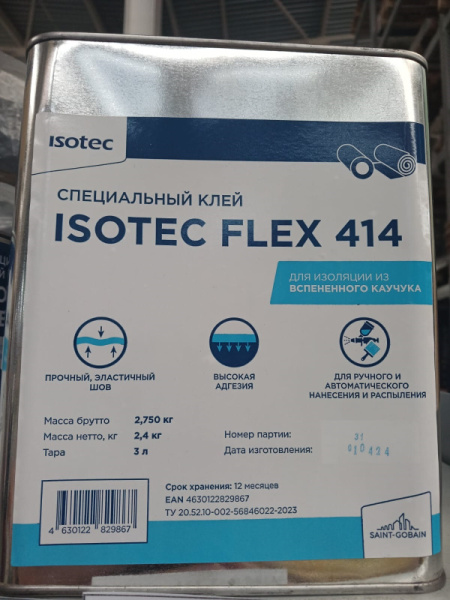 ISOTEC
СПЕЦИАЛЬНЫЙ КЛЕЙ
ISOTEC FLEX 414
ДЛЯ ИЗОЛЯЦИИ ИЗ
ВСПЕНЕННОГО КАУЧУКА
ПРОЧНЫЙ, ЭЛАСТИЧНЫЙ
ШОВ
ВЫСОКАЯ
АДГЕЗИЯ
ДЛЯ РУЧНОГО И
АВТОМАТИЧЕСКОГО
НАНЕСЕНИЯ И РАСПЫЛЕНИЯ
Масса брутто 2,750 кг
Масса нетто, кг 2,4 кг
Тара 3 л
Номер партии: 31
Дата изготовления:
Срок хранения: 12 месяцев
EAN 4630122829867
ТУ 20.52.10-002-56846022-2023
4 630122 829867
SAINT-GOBAIN